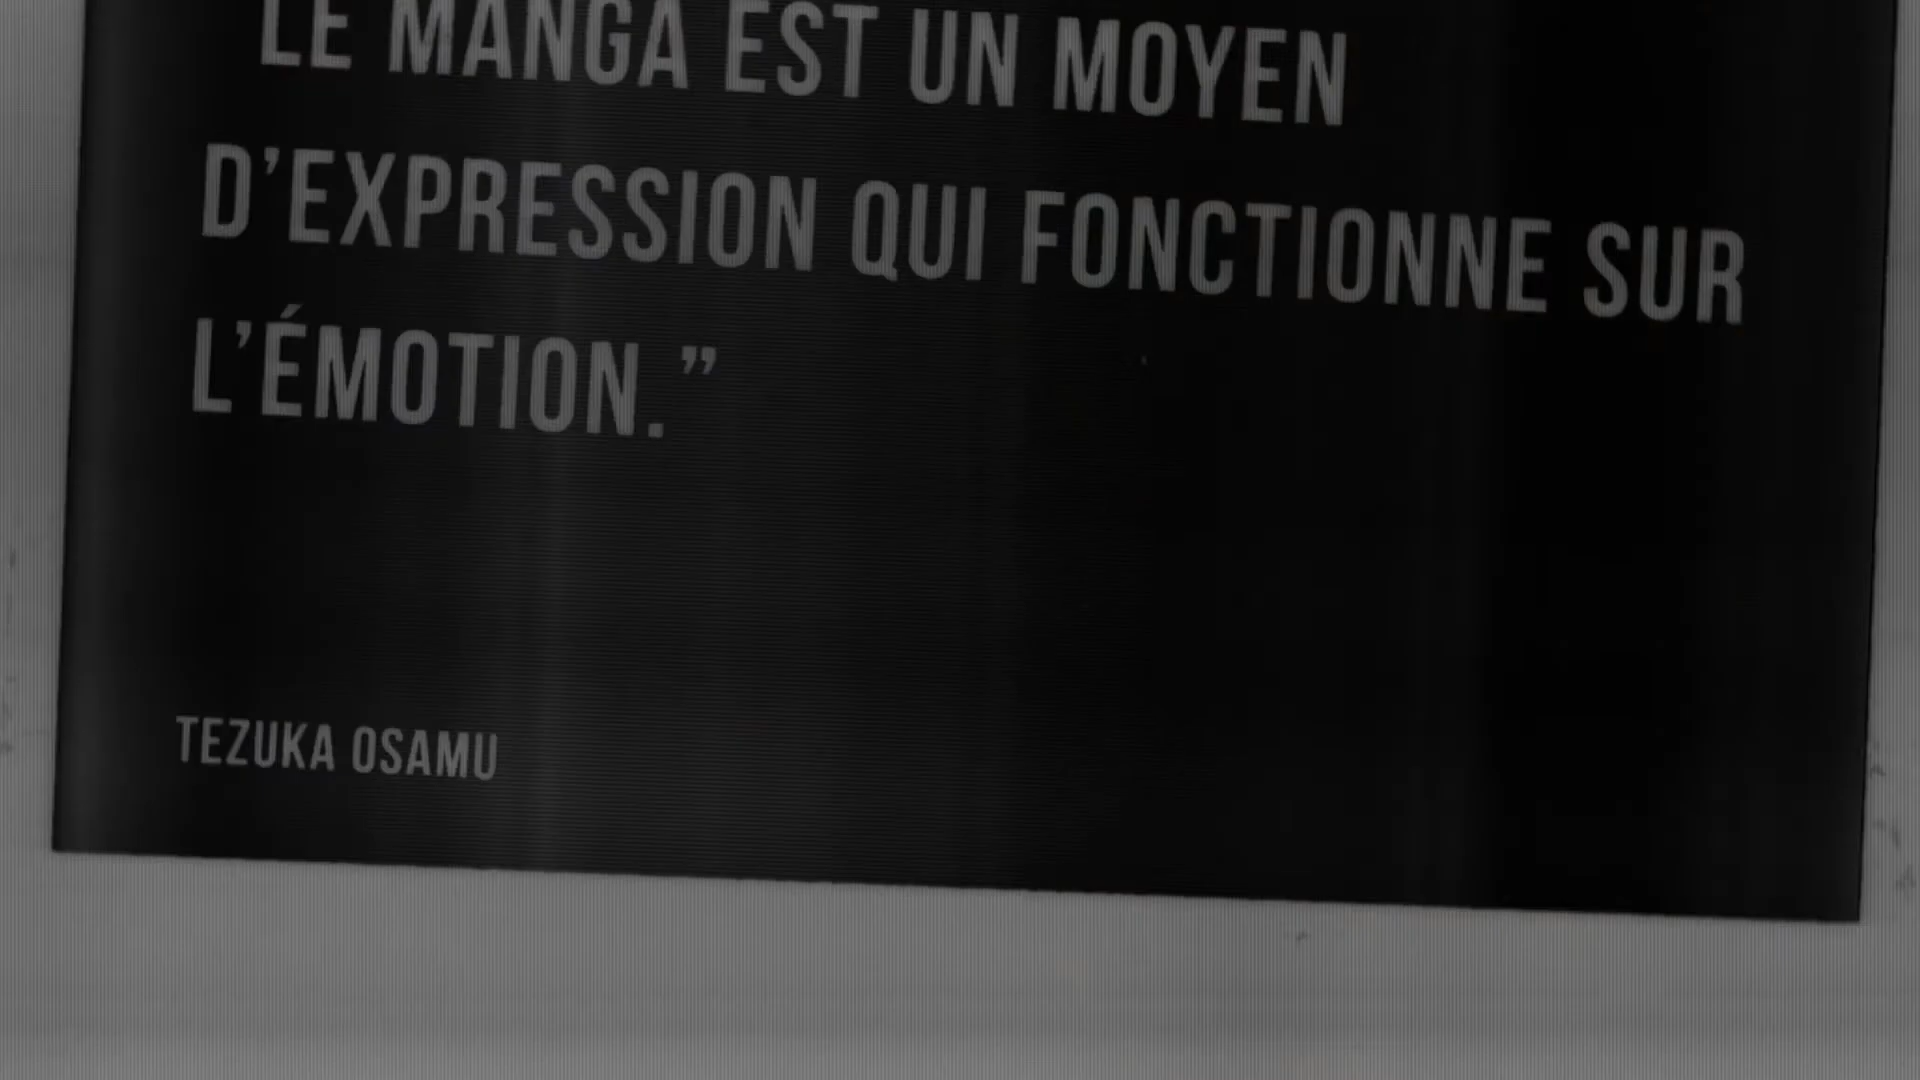 LE MANGA EST UN MOYEN
D’EXPRESSION QUI FONCTIONNE SUR
L’ÉMOTION.”
TEZUKA OSAMU